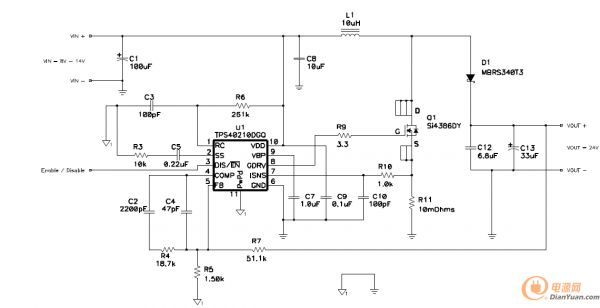 L1
10uH
VIN +
VIN - 8V - 14V
VIN -
C1
100uF
C8
10uF
D1
MBRS340T3
C3
100pF
R6
261k
U1
TPS40210DGQ
1 RC
2 SS
3 DIS/EN
4 COMP
5 FB
VDD 10
VBP 9
GDRV 8
ISNS 7
GND 6
PwPd
11
R3
10k
C5
0.22uF
Enable / Disable
C2
2200pF
C4
47pF
R4
18.7k
R5
1.50k
R7
51.1k
C7
1.0uF
C9
0.1uF
C10
100pF
R9
3.3
R10
1.0k
R11
10mOhms
Q1
Si4386DY
D
G
S
C12
6.8uF
C13
33uF
VOUT +
VOUT = 24V
VOUT -
电源网
DianYuan.com